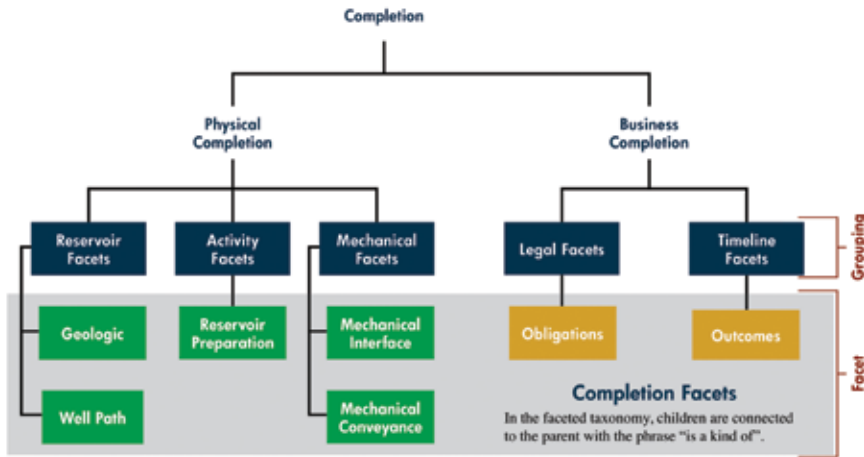 Completion
Physical
Completion
Business
Completion
Reservoir
Facets
Activity
Facets
Mechanical
Facets
Legal Facets
Timeline
Facets
Grouping
Geologic
Reservoir
Preparation
Mechanical
Interface
Obligations
Outcomes
Facet
Well Path
Mechanical
Conveyance
Completion Facets
In the faceted taxonomy, children are connected
to the parent with the phrase “is a kind of”.